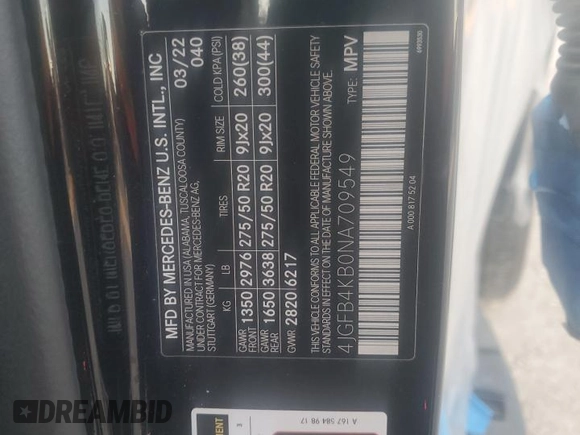 MFD BY MERCEDES-BENZ U.S. INTL., INC
MANUFACTURED IN USA (ALABAMA, TUSCALOOSA COUNTY)
UNDER CONTRACT FOR MERCEDES-BENZ AG,
STUTTGART (GERMANY)
03/22
040
KG LB TIRES RIM SIZE COLD KPA (PSI)
GAWR FRONT 1350 2976 275/50 R20 9Jx20 260(38)
GAWR REAR 1650 3638 275/50 R20 9Jx20 300(44)
GVWR 2820 6217
THIS VEHICLE CONFORMS TO ALL APPLICABLE FEDERAL MOTOR VEHICLE SAFETY
STANDARDS IN EFFECT ON THE DATE OF MANUFACTURE SHOWN ABOVE.
4JGFB4KB0NA709549 TYPE: MPV
A 000 817 52 04
A 167 584 98 17
DREAMBID